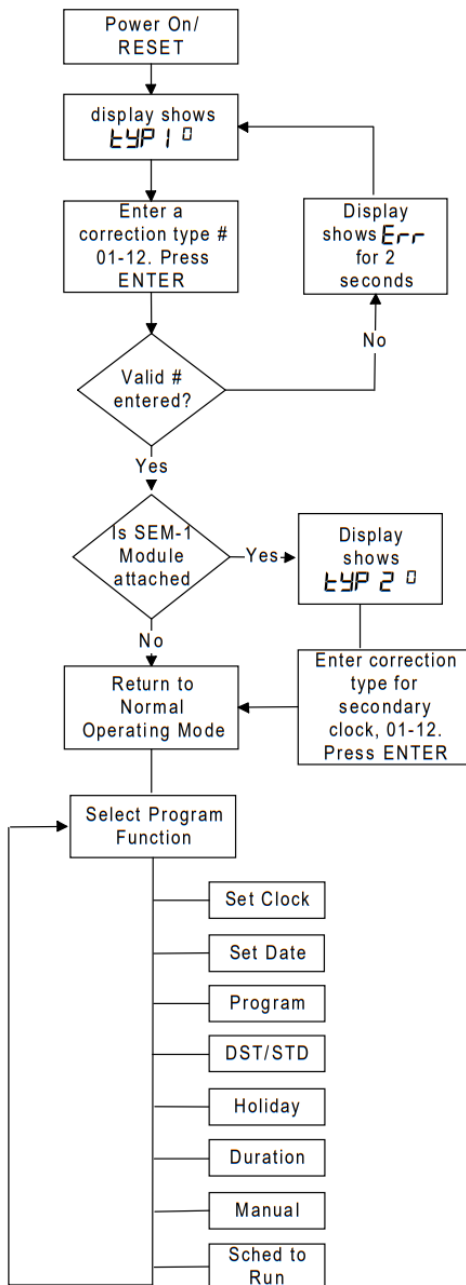 Power On/
RESET
display shows
typ1 0
Enter a
correction type #
01-12. Press
ENTER
Display
shows Err
for 2
seconds
No
Valid #
entered?
Yes
Is SEM-1
Module
attached
Yes
Display
shows
typ 2 0
No
Return to
Normal
Operating Mode
Enter correction
type for
secondary
clock, 01-12.
Press ENTER
Select Program
Function
Set Clock
Set Date
Program
DST/STD
Holiday
Duration
Manual
Sched to
Run